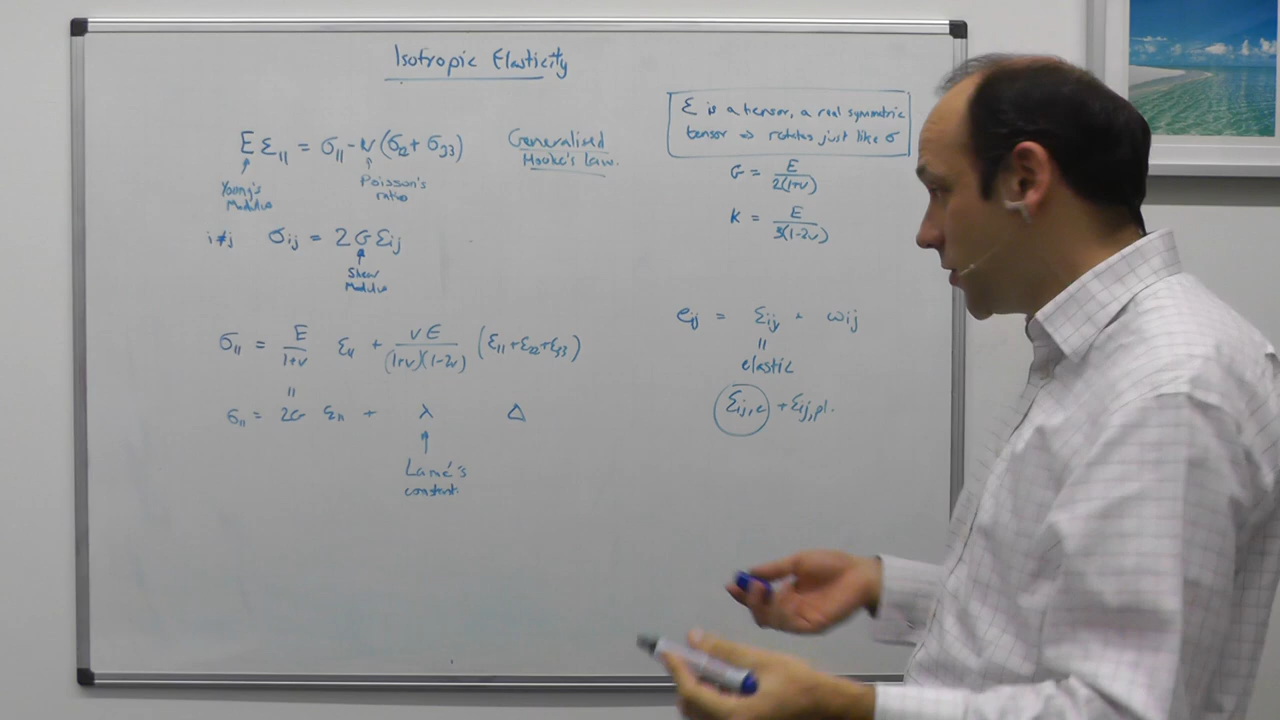 Isotropic Elasticity
E ε₁₁ = σ₁₁ - ν (σ₂₂ + σ₃₃)
Generalised
Hooke's Law.
Young's
Modulus
Poisson's
ratio
i≠j σij = 2G εij
Shear
Modulus
σ₁₁ = E/1+ν ε₁₁ + νE/(1+ν)(1-2ν) (ε₁₁+ε₂₂+ε₃₃)
=
σ₁₁ = 2G ε₁₁ + λ Δ
Lamé's
constant.
ε is a tensor, a real symmetric
tensor ⇒ rotates just like σ
G = E/2(1+ν)
K = E/3(1-2ν)
eij = εij + ωij
=
elastic
εij,e + εij,pl.